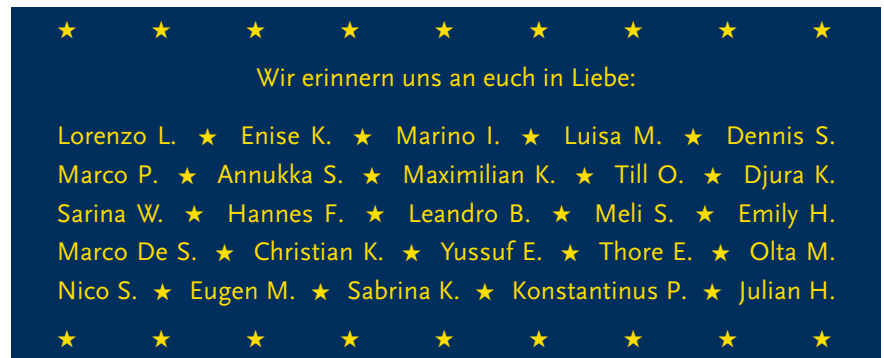 ★ ★ ★ ★ ★ ★ ★ ★ ★
Wir erinnern uns an euch in Liebe:
Lorenzo L. ★ Enise K. ★ Marino I. ★ Luisa M. ★ Dennis S.
Marco P. ★ Annukka S. ★ Maximilian K. ★ Till O. ★ Djura K.
Sarina W. ★ Hannes F. ★ Leandro B. ★ Meli S. ★ Emily H.
Marco De S. ★ Christian K. ★ Yussuf E. ★ Thore E. ★ Olta M.
Nico S. ★ Eugen M. ★ Sabrina K. ★ Konstantinus P. ★ Julian H.
★ ★ ★ ★ ★ ★ ★ ★ ★